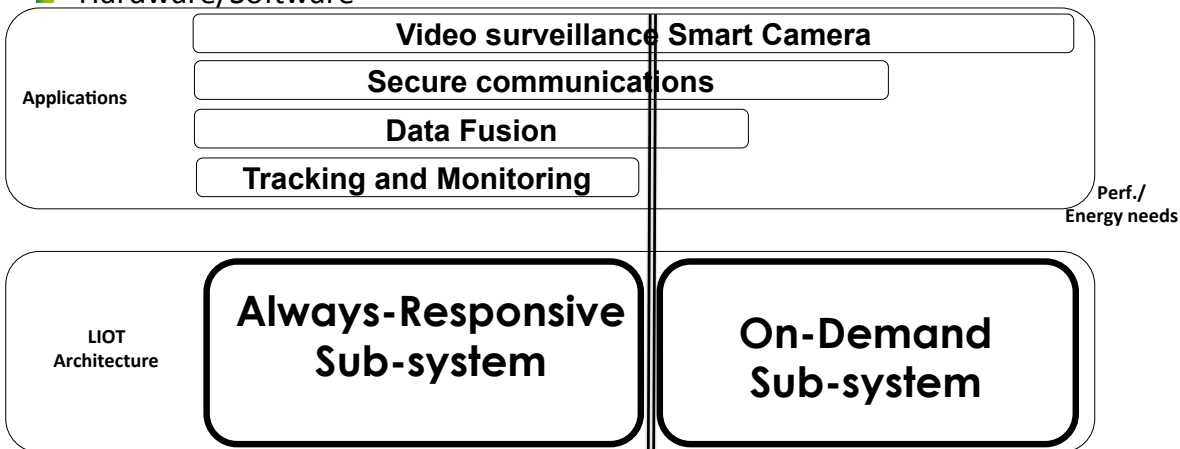 Hardware/Software
Video surveillance Smart Camera
Secure communications
Applications
Data Fusion
Tracking and Monitoring
Perf./
Energy needs
Always-Responsive
Sub-system
On-Demand
Sub-system
LIOT
Architecture